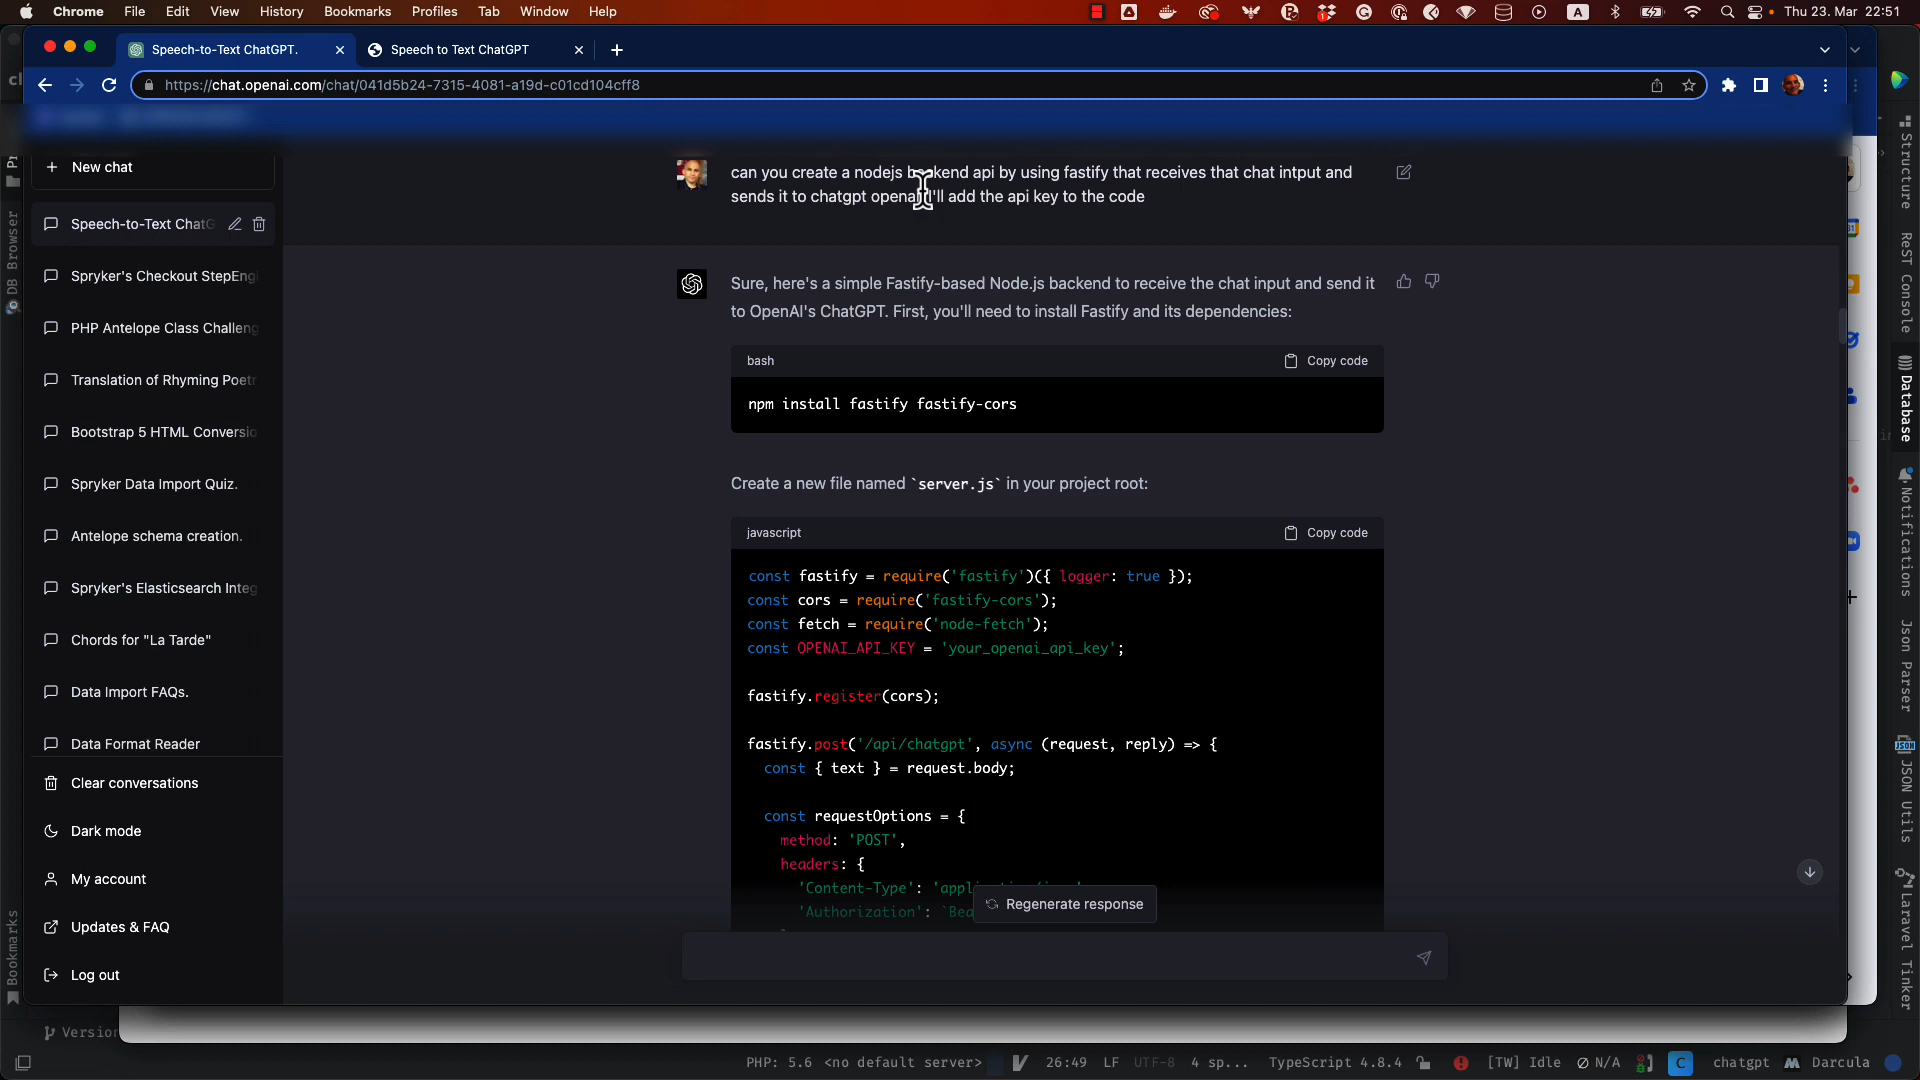 Chrome File Edit View History Bookmarks Profiles Tab Window Help
Thu 23. Mar 22:51
Speech-to-Text ChatGPT.
Speech to Text ChatGPT
https://chat.openai.com/chat/041d5b24-7315-4081-a19d-c01cd104cff8
New chat
Speech-to-Text ChatG
Spryker's Checkout StepEngi
PHP Antelope Class Challeng
Translation of Rhyming Poetr
Bootstrap 5 HTML Conversio
Spryker Data Import Quiz.
Antelope schema creation.
Spryker's Elasticsearch Integ
Chords for "La Tarde"
Data Import FAQs.
Data Format Reader
Clear conversations
Dark mode
My account
Updates & FAQ
Log out
can you create a nodejs backend api by using fastify that receives that chat intput and
sends it to chatgpt openai I'll add the api key to the code
Sure, here's a simple Fastify-based Node.js backend to receive the chat input and send it
to OpenAI's ChatGPT. First, you'll need to install Fastify and its dependencies:
bash
Copy code
npm install fastify fastify-cors
Create a new file named `server.js` in your project root:
javascript
Copy code
const fastify = require('fastify')({ logger: true });
const cors = require('fastify-cors');
const fetch = require('node-fetch');
const OPENAI_API_KEY = 'your_openai_api_key';
fastify.register(cors);
fastify.post('/api/chatgpt', async (request, reply) => {
const { text } = request.body;
const requestOptions = {
method: 'POST',
headers: {
'Content-Type': 'appl
'Authorization': `Bea
Regenerate response
DB Browser
Bookmarks
Structure
ReST Console
Database
Notifications
Json Parser
JSON Utils
Laravel Tinker
Version
PHP: 5.6 <no default server> 26:49 LF UTF-8 4 sp... TypeScript 4.8.4 [TW] Idle N/A C chatgpt Darcula